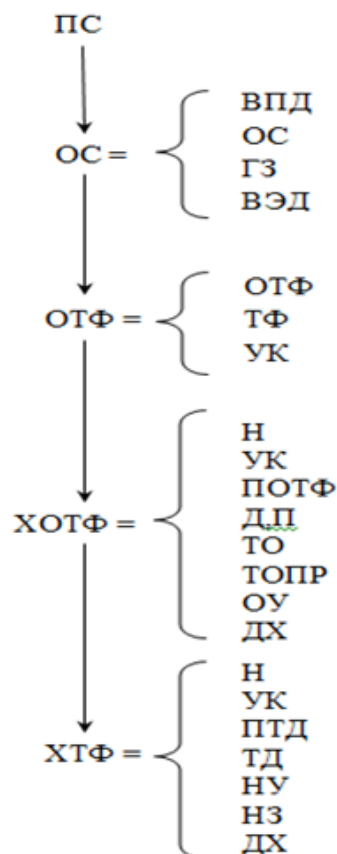 ПС
ОС =
ВПД
ОС
ГЗ
ВЭД
ОТФ =
ОТФ
ТФ
УК
ХОТФ =
Н
УК
ПОТФ
Д,П
ТО
ТОПР
ОУ
ДХ
ХТФ =
Н
УК
ПТД
ТД
НУ
НЗ
ДХ